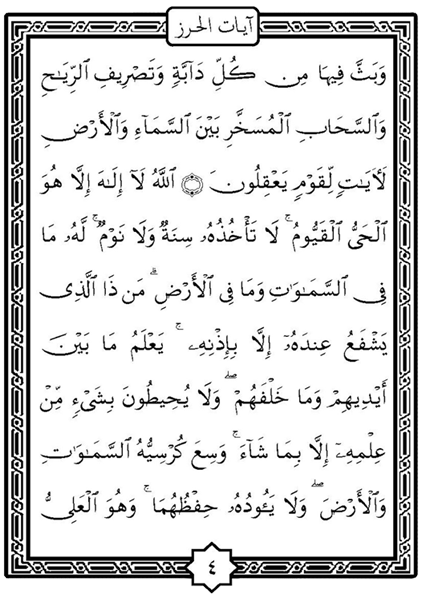 آيات الحرز
وَبَثَّ فِيهَا مِن كُلِّ دَآبَّةٍ وَتَصْرِيفِ ٱلرِّيَٰحِ
وَٱلسَّحَابِ ٱلْمُسَخَّرِ بَيْنَ ٱلسَّمَآءِ وَٱلْأَرْضِ
لَأٓيَٰتٍ لِّقَوْمٍ يَعْقِلُونَ ۝ ٱللَّهُ لَآ إِلَٰهَ إِلَّا هُوَ
ٱلْحَىُّ ٱلْقَيُّومُ ۚ لَا تَأْخُذُهُۥ سِنَةٌ وَلَا نَوْمٌ ۚ لَّهُۥ مَا
فِى ٱلسَّمَٰوَٰتِ وَمَا فِى ٱلْأَرْضِ ۗ مَن ذَا ٱلَّذِى
يَشْفَعُ عِندَهُۥٓ إِلَّا بِإِذْنِهِۦ ۚ يَعْلَمُ مَا بَيْنَ
أَيْدِيهِمْ وَمَا خَلْفَهُمْ ۖ وَلَا يُحِيطُونَ بِشَىْءٍ مِّنْ
عِلْمِهِۦٓ إِلَّا بِمَا شَآءَ ۚ وَسِعَ كُرْسِيُّهُ ٱلسَّمَٰوَٰتِ
وَٱلْأَرْضَ ۖ وَلَا يَـُٔودُهُۥ حِفْظُهُمَا ۚ وَهُوَ ٱلْعَلِىُّ
٤